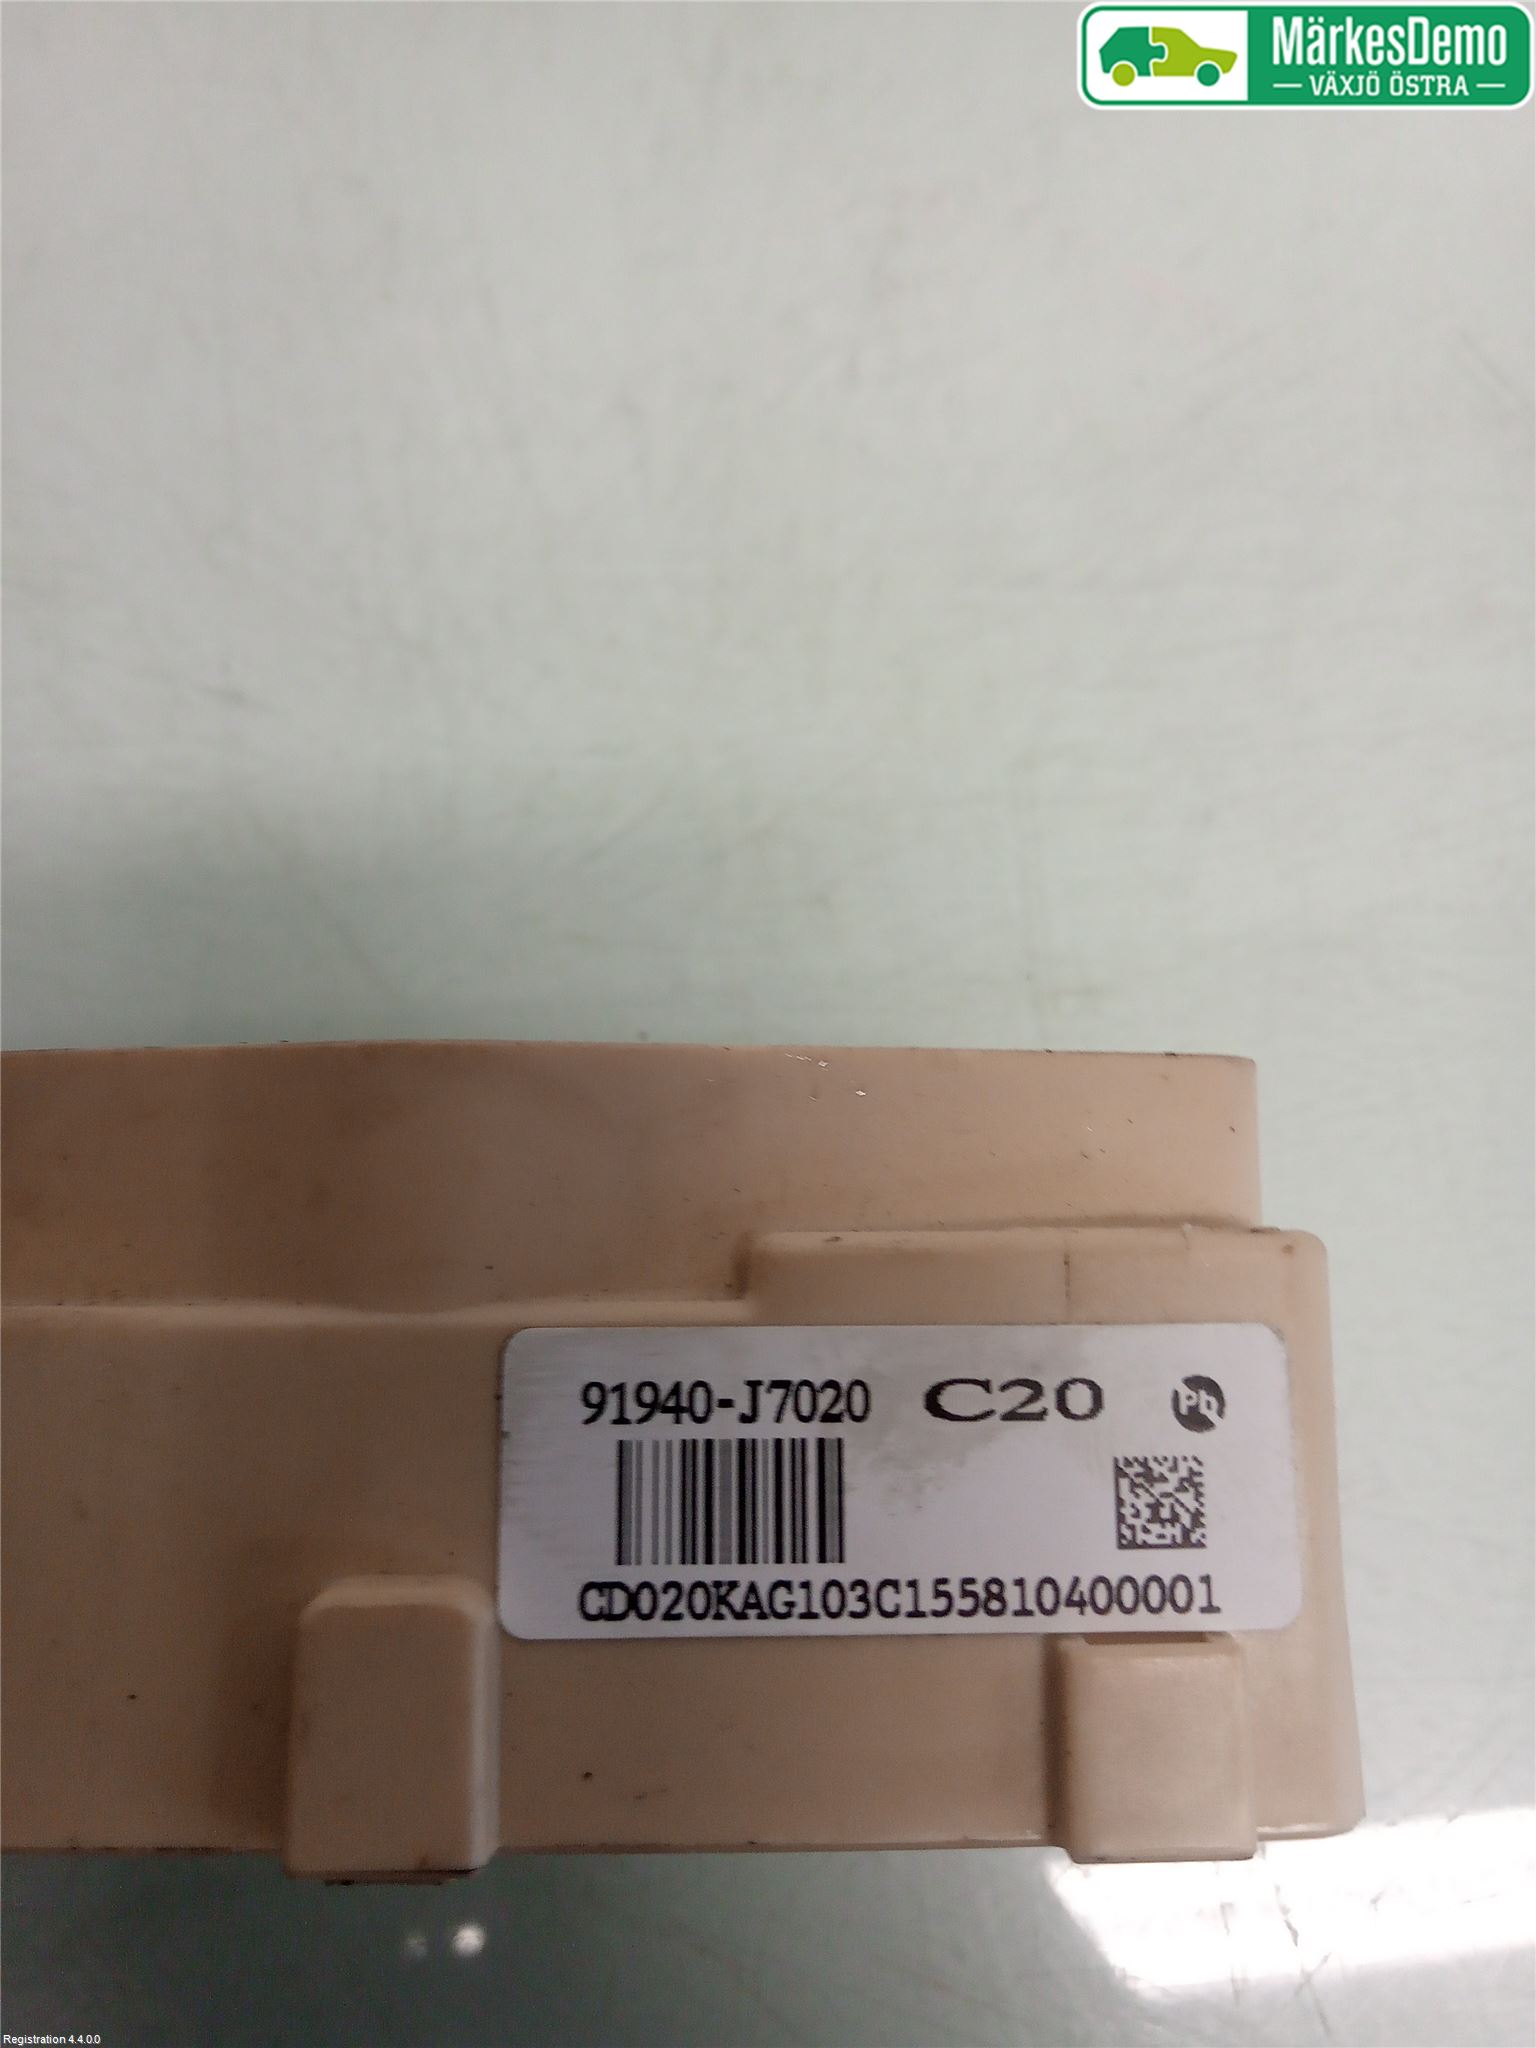 MärkesDemo
VÄXJÖ ÖSTRA
91940-J7020 C20 Pb
CD020KAG103C155810400001
Registration 4.4.0.0